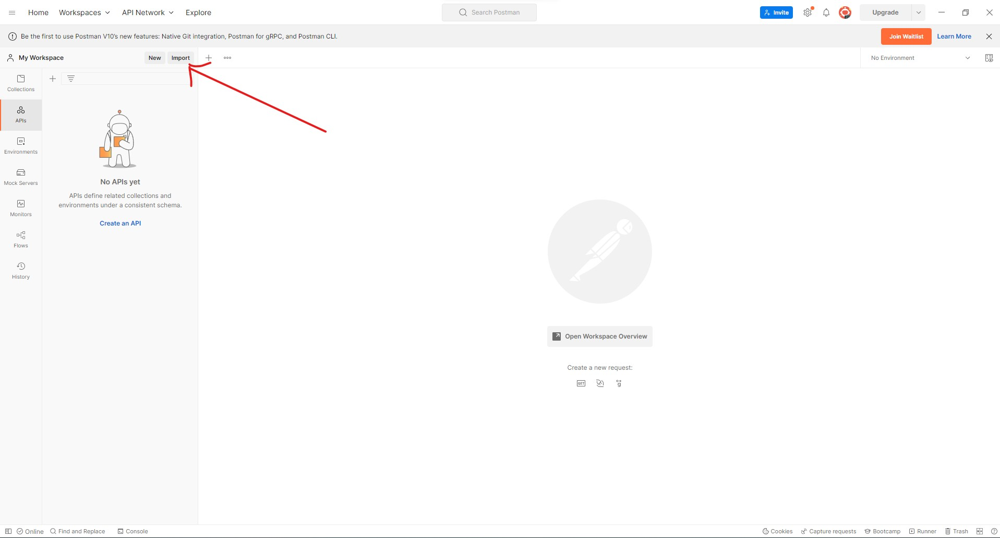 Home Workspaces API Network Explore Search Postman Invite Upgrade
Be the first to use Postman V10's new features: Native Git integration, Postman for gRPC, and Postman CLI. Join Waitlist Learn More
My Workspace New Import No Environment
Collections
APIs
Environments
Mock Servers
Monitors
Flows
History
No APIs yet
APIs define related collections and
environments under a consistent schema.
Create an API
Open Workspace Overview
Create a new request:
GET g
Online Find and Replace Console Cookies Capture requests Bootcamp Runner Trash